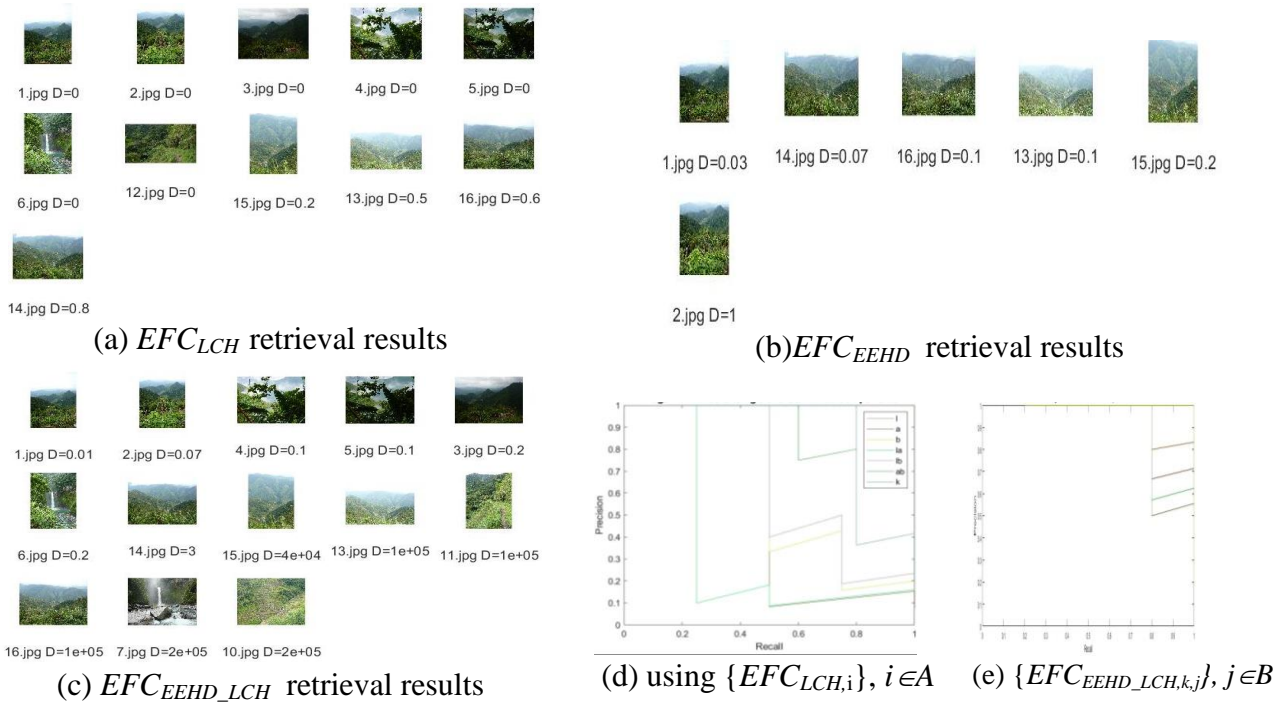 1.jpg D=0 2.jpg D=0 3.jpg D=0 4.jpg D=0 5.jpg D=0
6.jpg D=0 12.jpg D=0 15.jpg D=0.2 13.jpg D=0.5 16.jpg D=0.6
14.jpg D=0.8
(a) EFC_LCH retrieval results
1.jpg D=0.03 14.jpg D=0.07 16.jpg D=0.1 13.jpg D=0.1 15.jpg D=0.2
2.jpg D=1
(b)EFC_EEHD retrieval results
1.jpg D=0.01 2.jpg D=0.07 4.jpg D=0.1 5.jpg D=0.1 3.jpg D=0.2
6.jpg D=0.2 14.jpg D=3 15.jpg D=4e+04 13.jpg D=1e+05 11.jpg D=1e+05
16.jpg D=1e+05 7.jpg D=2e+05 10.jpg D=2e+05
(c) EFC_EEHD_LCH retrieval results
1
0.9
0.8
0.7
0.6
0.5
0.4
0.3
0.2
0.1
0
0 0.2 0.4 0.6 0.8 1
Precision
Recall
a
b
la
lb
ab
k
(d) using {EFC_LCH,i}, i∈A
Recall
(e) {EFC_EEHD_LCH,k,j}, j∈B